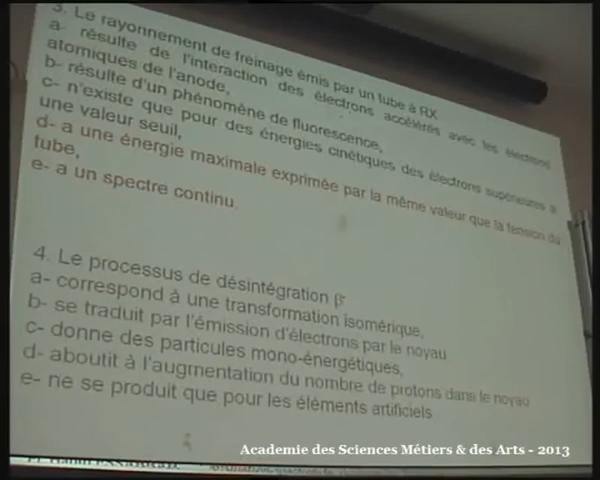 3. Le rayonnement de freinage émis par un tube à RX
a- résulte de l'interaction des électrons accélérés avec les électrons
atomiques de l'anode,
b- résulte d'un phénomène de fluorescence,
c- n'existe que pour des énergies cinétiques des électrons supérieures à
une valeur seuil,
d- a une énergie maximale exprimée par la même valeur que la tension du
tube,
e- a un spectre continu.
4. Le processus de désintégration β-
a- correspond à une transformation isomérique,
b- se traduit par l'émission d'électrons par le noyau
c- donne des particules mono-énergétiques,
d- aboutit à l'augmentation du nombre de protons dans le noyau
e- ne se produit que pour les éléments artificiels
Academie des Sciences Métiers & des Arts - 2013